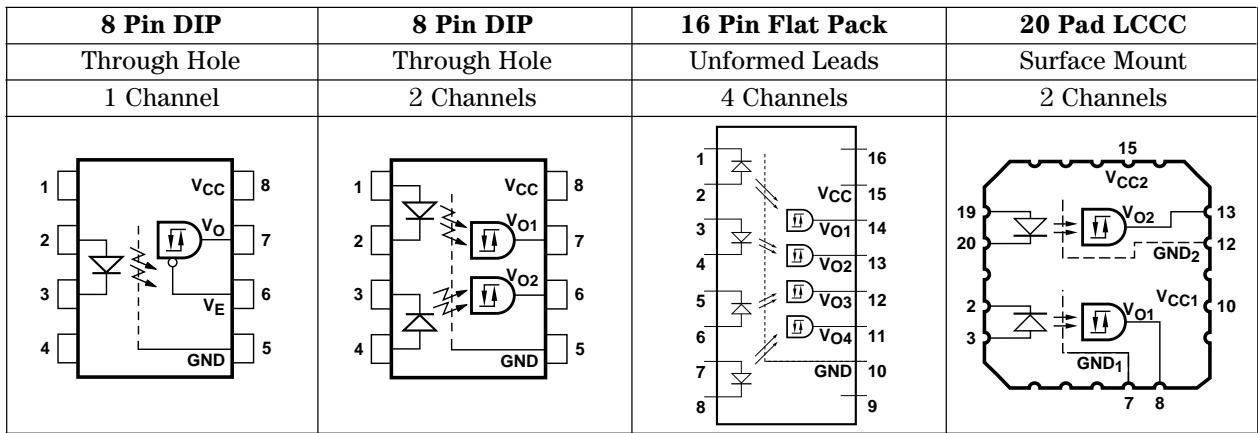 8 Pin DIP
8 Pin DIP
16 Pin Flat Pack
20 Pad LCCC
Through Hole
Through Hole
Unformed Leads
Surface Mount
1 Channel
2 Channels
4 Channels
2 Channels
1
VCC
8
2
VO
7
3
VE
6
4
GND
5
1
VCC
8
2
VO1
7
3
VO2
6
4
GND
5
1
16
2
VCC
15
3
VO1
14
4
VO2
13
5
VO3
12
6
VO4
11
7
GND
10
8
9
15
VCC2
19
VO2
13
20
GND2
12
2
VCC1
10
VO1
3
GND1
7 8